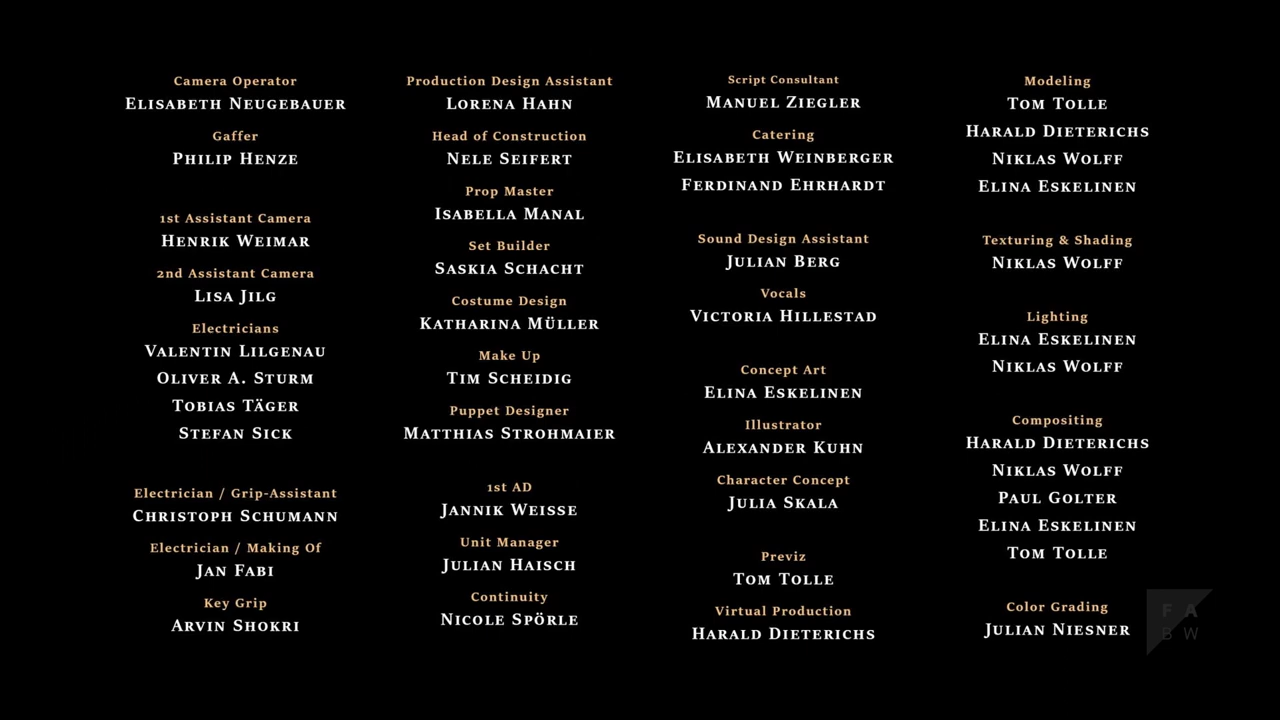 Camera Operator
Elisabeth Neugebauer
Gaffer
Philip Henze
1st Assistant Camera
Henrik Weimar
2nd Assistant Camera
Lisa Jilg
Electricians
Valentin Lilgenau
Oliver A. Sturm
Tobias Täger
Stefan Sick
Electrician / Grip-Assistant
Christoph Schumann
Electrician / Making Of
Jan Fabi
Key Grip
Arvin Shokri
Production Design Assistant
Lorena Hahn
Head of Construction
Nele Seifert
Prop Master
Isabella Manal
Set Builder
Saskia Schacht
Costume Design
Katharina Müller
Make Up
Tim Scheidig
Puppet Designer
Matthias Strohmaier
1st AD
Jannik Weisse
Unit Manager
Julian Haisch
Continuity
Nicole Spörle
Script Consultant
Manuel Ziegler
Catering
Elisabeth Weinberger
Ferdinand Ehrhardt
Sound Design Assistant
Julian Berg
Vocals
Victoria Hillestad
Concept Art
Elina Eskelinen
Illustrator
Alexander Kuhn
Character Concept
Julia Skala
Previz
Tom Tolle
Virtual Production
Harald Dieterichs
Modeling
Tom Tolle
Harald Dieterichs
Niklas Wolff
Elina Eskelinen
Texturing & Shading
Niklas Wolff
Lighting
Elina Eskelinen
Niklas Wolff
Compositing
Harald Dieterichs
Niklas Wolff
Paul Golter
Elina Eskelinen
Tom Tolle
Color Grading
Julian Niesner
F A
B W